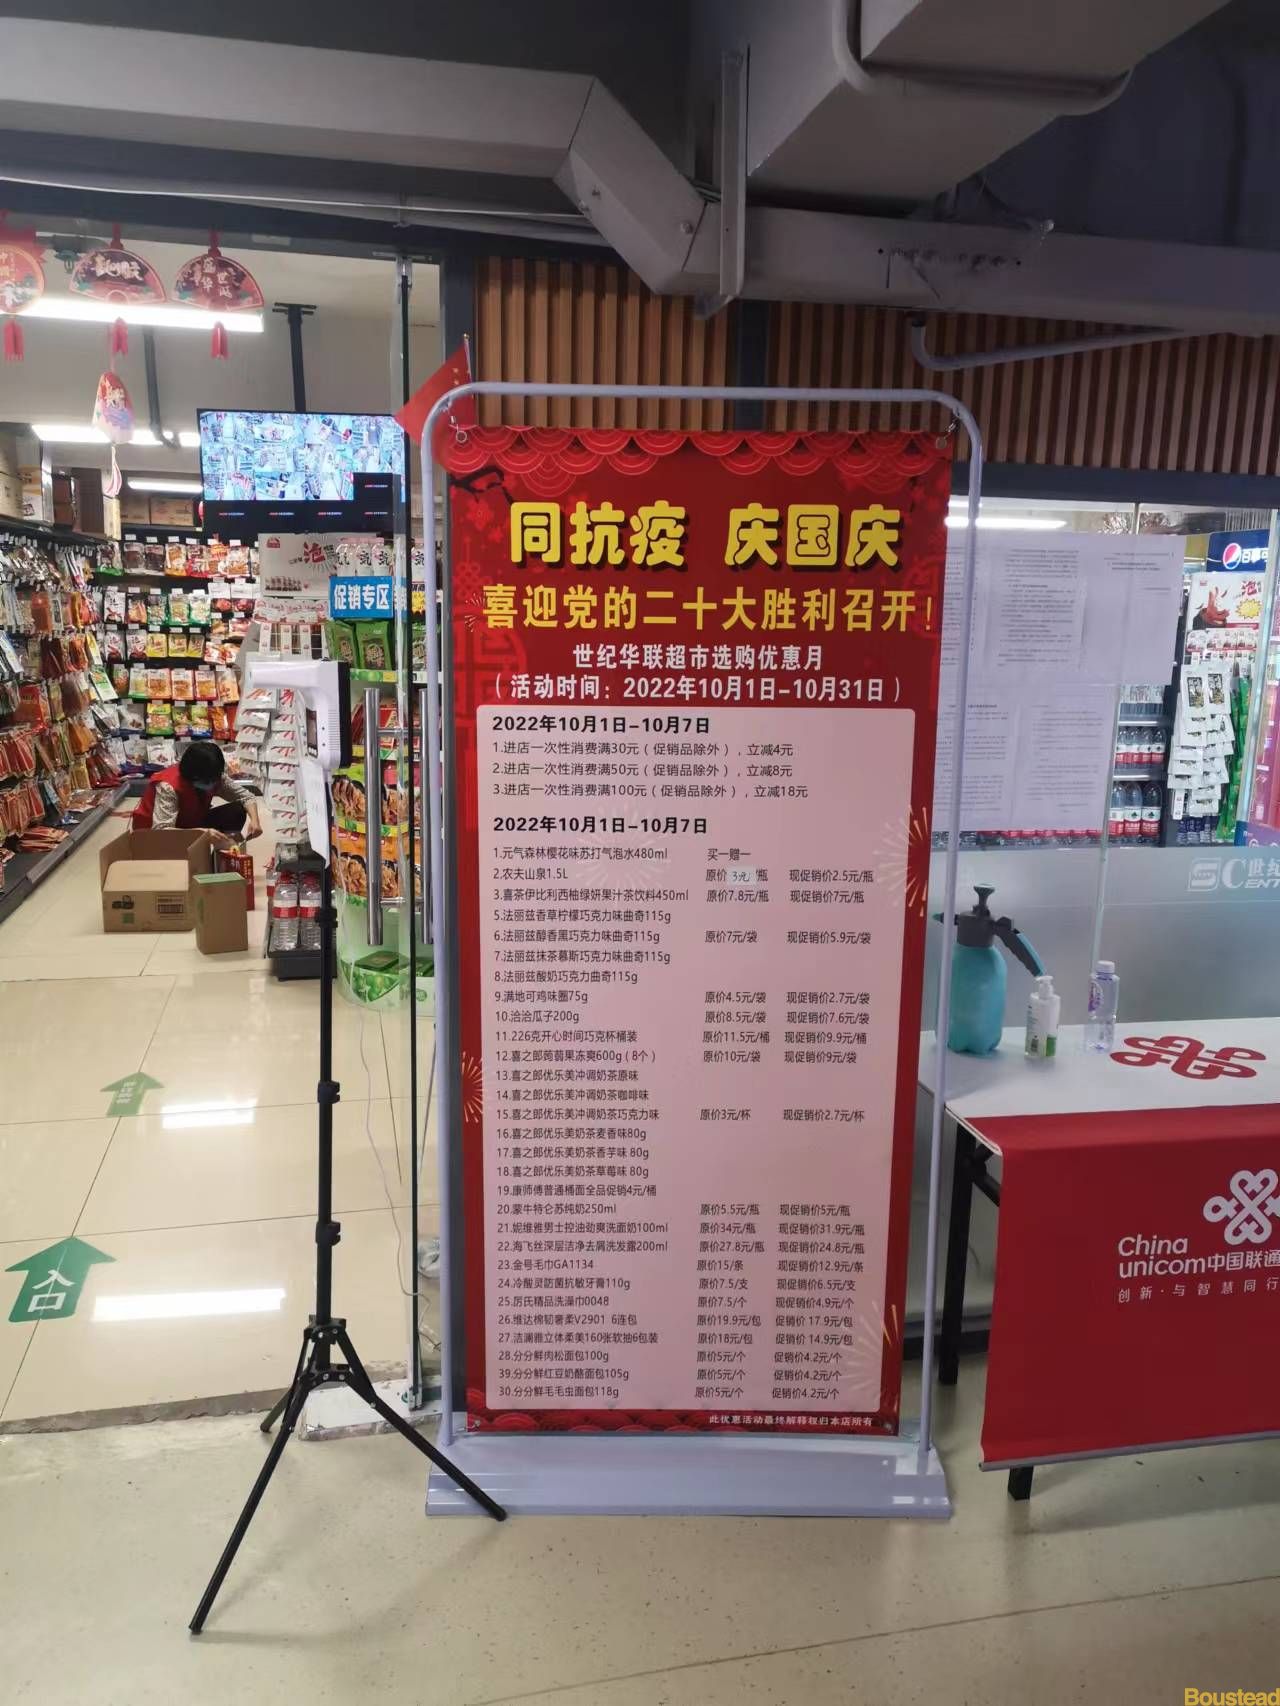 同抗疫 庆国庆
喜迎党的二十大胜利召开!
世纪华联超市选购优惠月
(活动时间：2022年10月1日-10月31日)
2022年10月1日-10月7日
1.进店一次性消费满30元(促销品除外)，立减4元
2.进店一次性消费满50元(促销品除外)，立减8元
3.进店一次性消费满100元(促销品除外)，立减18元
2022年10月1日-10月7日
1.元气森林樱花味苏打气泡水480ml 买一赠一
2.农夫山泉1.5L 原价 3元/瓶 现促销价2.5元/瓶
3.喜茶伊比利西柚绿妍果汁茶饮料450ml 原价7.8元/瓶 现促销价7元/瓶
5.法丽兹香草柠檬巧克力味曲奇115g
6.法丽兹醇香黑巧克力味曲奇115g 原价7元/袋 现促销价5.9元/袋
7.法丽兹抹茶慕斯巧克力味曲奇115g
8.法丽兹酸奶巧克力曲奇115g
9.满地可鸡味圈75g 原价4.5元/袋 现促销价2.7元/袋
10.洽洽瓜子200g 原价8.5元/袋 现促销价7.6元/袋
11.226克开心时间巧克杯桶装 原价11.5元/桶 现促销价9.9元/桶
12.喜之郎蒟蒻果冻爽600g(8个) 原价10元/袋 现促销价9元/袋
13.喜之郎优乐美冲调奶茶原味
14.喜之郎优乐美冲调奶茶咖啡味
15.喜之郎优乐美冲调奶茶巧克力味 原价3元/杯 现促销价2.7元/杯
16.喜之郎优乐美奶茶麦香味80g
17.喜之郎优乐美奶茶香芋味 80g
18.喜之郎优乐美奶茶草莓味 80g
19.康师傅普通桶面全品促销4元/桶
20.蒙牛特仑苏纯奶250ml 原价5.5元/瓶 现促销价5元/瓶
21.妮维雅男士控油劲爽洗面奶100ml 原价34元/瓶 现促销价31.9元/瓶
22.海飞丝深层洁净去屑洗发露200ml 原价27.8元/瓶 现促销价24.8元/瓶
23.金号毛巾GA1134 原价15/条 现促销价12.9元/条
24.冷酸灵防菌抗敏牙膏110g 原价7.5/支 现促销价6.5元/支
25.厉氏精品洗澡巾0048 原价7.5/个 现促销价4.9元/个
26.维达棉韧奢柔V2901 6连包 原价19.9元/包 促销价 17.9元/包
27.洁澜雅立体柔美160张软抽6包装 原价18元/包 促销价 14.9元/包
28.分分鲜肉松面包100g 原价5元/个 促销价4.2元/个
39.分分鲜红豆奶酪面包105g 原价5元/个 促销价4.2元/个
30.分分鲜毛毛虫面包118g 原价5元/个 促销价4.2元/个
此优惠活动最终解释权归本店所有
促销专区
入口
百事可
世纪
CENT
China
unicom中国联通
创新·与智慧同行
Boustead